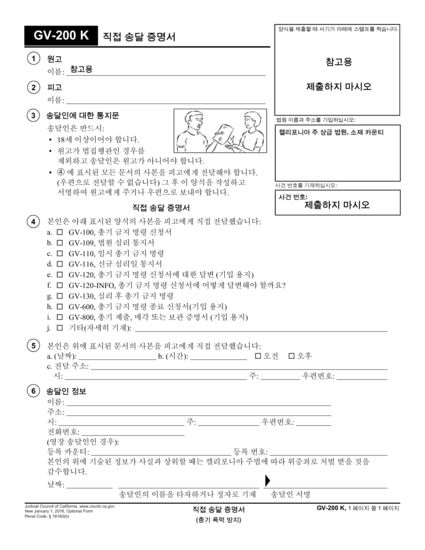 GV-200 K 직접 송달 증명서
양식을 제출할 때 서기가 아래에 스탬프를 찍습니다.
참고용
제출하지 마시오
1 원고
이름: 참고용
2 피고
이름:
3 송달인에 대한 통지문
송달인은 반드시:
• 18세 이상이어야 합니다.
• 원고가 법집행관인 경우를
제외하고 송달인은 원고가 아니어야 합니다.
• ④ 에 표시된 모든 문서의 사본을 피고에게 전달해야 합니다.
(우편으로 전달할 수 없습니다.) 그 후 이 양식을 작성하고
서명하여 원고에게 주거나 우편으로 보내야 합니다.
법원 이름과 주소를 기입하십시오:
캘리포니아 주 상급 법원, 소재 카운티
사건 번호를 기재하십시오:
사건 번호:
제출하지 마시오
직접 송달 증명서
4 본인은 아래 표시된 양식의 사본을 피고에게 직접 전달했습니다:
a. ☐ GV-100, 총기 금지 명령 신청서
b. ☐ GV-109, 법원 심리 통지서
c. ☐ GV-110, 임시 총기 금지 명령
d. ☐ GV-116, 신규 심리일 통지서
e. ☐ GV-120, 총기 금지 명령 신청서에 대한 답변 (기입 용지)
f. ☐ GV-120-INFO, 총기 금지 명령 신청서에 어떻게 답변해야 할까요?
g. ☐ GV-130, 심리 후 총기 금지 명령
h. ☐ GV-600, 총기 금지 명령 종료 신청서(기입 용지)
i. ☐ GV-800, 총기 제출, 매각 또는 보관 증명서 (기입 용지)
j. ☐ 기타(자세히 기재):
5 본인은 위에 표시된 문서의 사본을 피고에게 직접 전달했습니다:
a. (날짜): b. (시간): ☐ 오전 ☐ 오후
c. 전달 주소:
시: 주: 우편번호:
6 송달인 정보
이름:
주소:
시: 주: 우편번호:
전화번호:
(영장 송달인인 경우):
등록 카운티: 등록 번호:
본인의 위에 기술된 정보가 사실과 상위할 때는 캘리포니아 주법에 따라 위증죄로 처벌 받을 것을
감수합니다.
날짜:
송달인의 이름을 타자하거나 정자로 기재 송달인 서명
Judicial Council of California, www.courts.ca.gov
New January 1, 2016, Optional Form
Penal Code, § 18160(b)
직접 송달 증명서
(총기 폭력 방지)
GV-200 K, 1 페이지 중 1 페이지